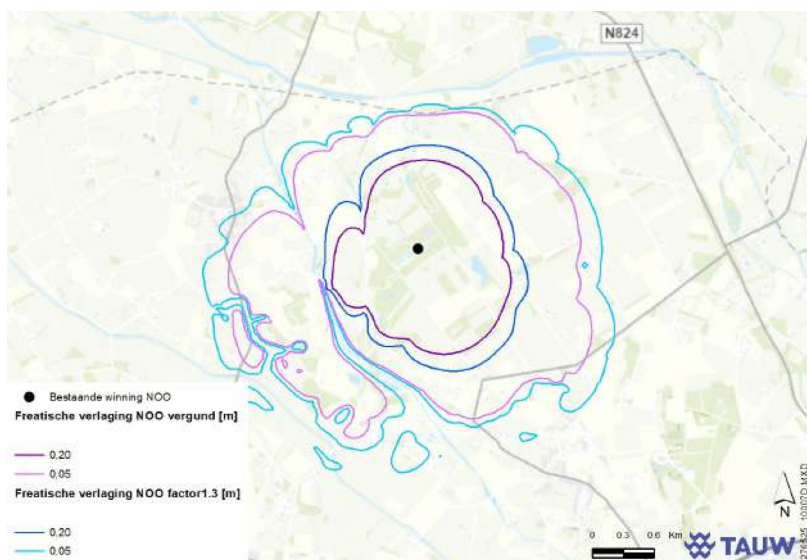 N824
Bestaande winning NOO
Freatische verlaging NOO vergund [m]
0,20
0,05
Freatische verlaging NOO factor1.3 [m]
0,20
0,05
N
0 0.3 0.6 Km
TAUW